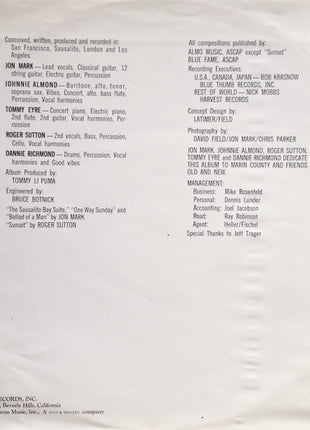 Conceived, written, produced and recorded in:
San Francisco, Sausalito, London and Los
Angeles
JON MARK — Lead vocals, Classical guitar, 12
string guitar, Electric guitar, Percussion
JOHNNIE ALMOND — Baritone, alto, tenor,
soprano sax. Vibes, Concert, alto, bass flute,
Percussion, Vocal harmonies
TOMMY EYRE — Concert piano, Electric piano,
2nd flute, 2nd guitar, Vocal harmonies, Per-
cussion
ROGER SUTTON — 2nd vocals, Bass, Percussion,
Cello, Vocal harmonies
DANNIE RICHMOND — Drums, Percussion, Vocal
harmonies and Good vibes
Album Produced by:
TOMMY LI PUMA
Engineered by:
BRUCE BOTNICK
"The Sausalito Bay Suite," "One Way Sunday" and
"Ballad of a Man" by JON MARK
"Sunset" by ROGER SUTTON
All compositions published by:
ALMO MUSIC, ASCAP except "Sunset"
BLUE FAME, ASCAP
Recording Executives:
U.S.A., CANADA, JAPAN — BOB KRASNOW
BLUE THUMB RECORDS, INC.
REST OF WORLD — NICK MOBBS
HARVEST RECORDS
Concept Design by:
LATIMER/FIELD
Photography by:
DAVID FIELD/JON MARK/CHRIS PARKER
JON MARK, JOHNNIE ALMOND, ROGER SUTTON,
TOMMY EYRE and DANNIE RICHMOND DEDICATE
THIS ALBUM TO MARIN COUNTY AND FRIENDS
OLD AND NEW.
MANAGEMENT:
Business: Mike Rosenfeld
Personal: Dennis Lunder
Accounting: Joel Jacobson
Road: Ray Robinson
Agent: Heller/Fischel
Special Thanks to Jeff Trager
RECORDS, INC.
, Beverly Hills, California
ous Music, Inc., A company